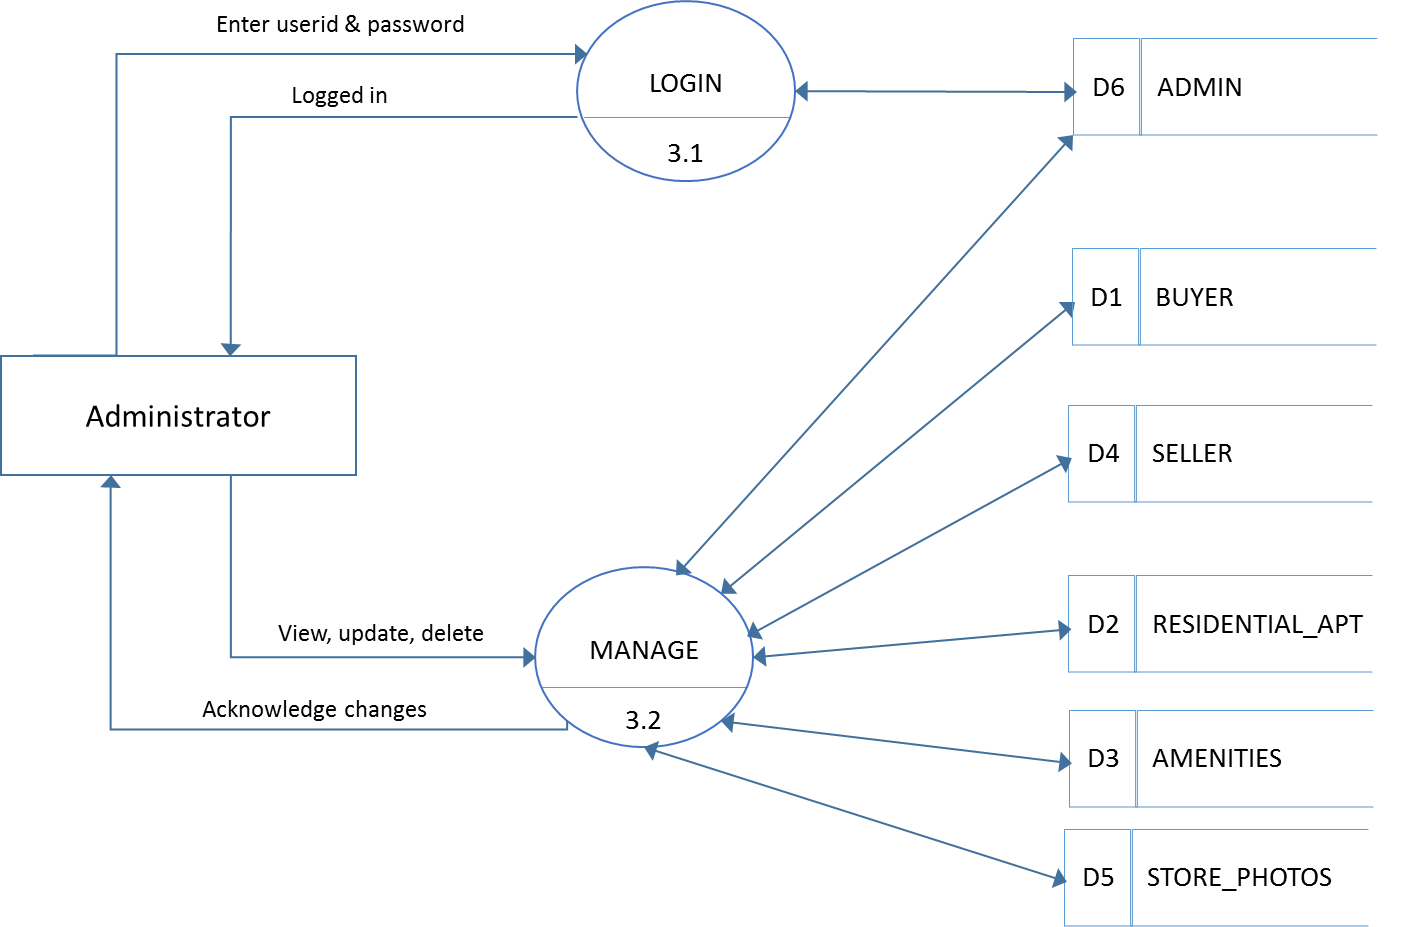 Enter userid & password
LOGIN
3.1
D6 ADMIN
Logged in
D1 BUYER
Administrator
D4 SELLER
View, update, delete
MANAGE
3.2
D2 RESIDENTIAL_APT
Acknowledge changes
D3 AMENITIES
D5 STORE_PHOTOS